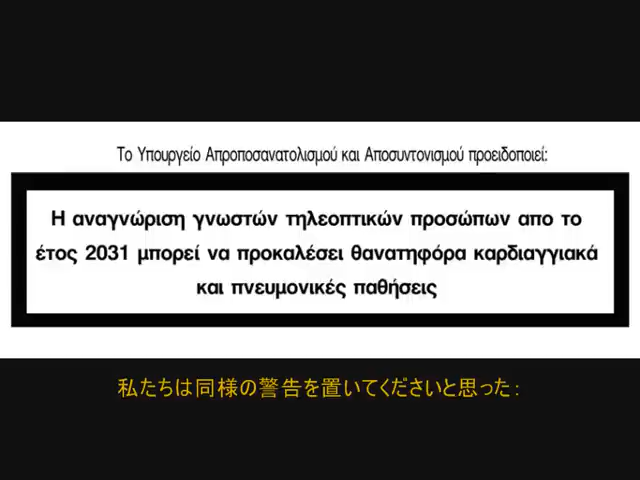 Το Υπουργείο Απροποσανατολισμού και Αποσυντονισμού προειδοποιεί:
Η αναγνώριση γνωστών τηλεοπτικών προσώπων απο το
έτος 2031 μπορεί να προκαλέσει θανατηφόρα καρδιαγγιακά
και πνευμονικές παθήσεις
私たちは同様の警告を置いてくださいと思った: